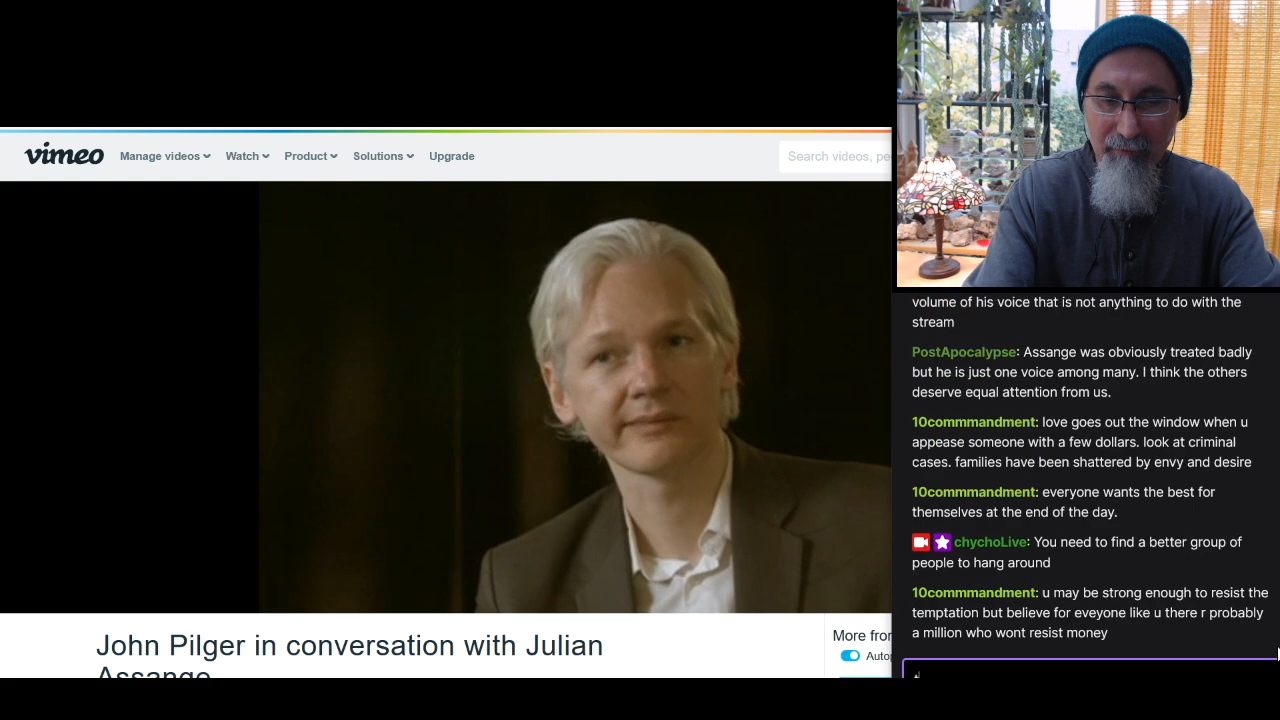 vimeo
Manage videos
Watch
Product
Solutions
Upgrade
Search videos, pe
John Pilger in conversation with Julian
Assange
More fror
volume of his voice that is not anything to do with the
stream
PostApocalypse: Assange was obviously treated badly
but he is just one voice among many. I think the others
deserve equal attention from us.
10commmandment: love goes out the window when u
appease someone with a few dollars. look at criminal
cases. families have been shattered by envy and desire
10commmandment: everyone wants the best for
themselves at the end of the day.
chychoLive: You need to find a better group of
people to hang around
10commmandment: u may be strong enough to resist the
temptation but believe for eveyone like u there r probably
a million who wont resist money